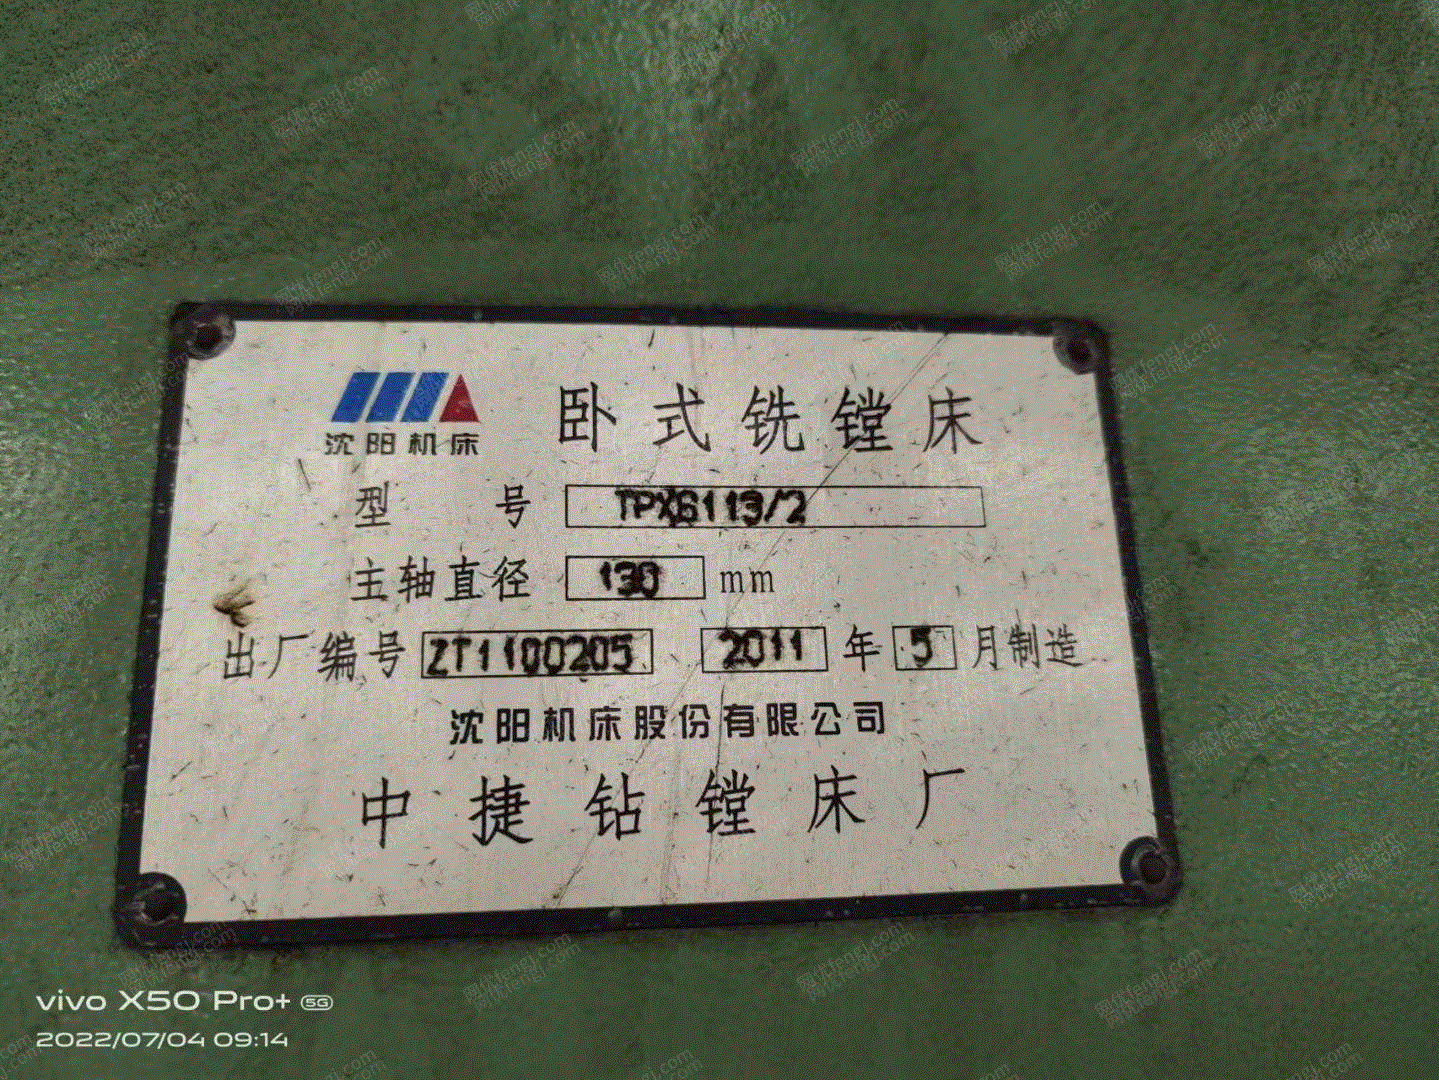 沈阳机床
卧式铣镗床
型 号 TPX6113/2
主轴直径 130 mm
出厂编号 ZT1100205 2011 年 5 月制造
沈阳机床股份有限公司
中捷钻镗床厂
vivo X50 Pro+ 5G
2022/07/04 09:14